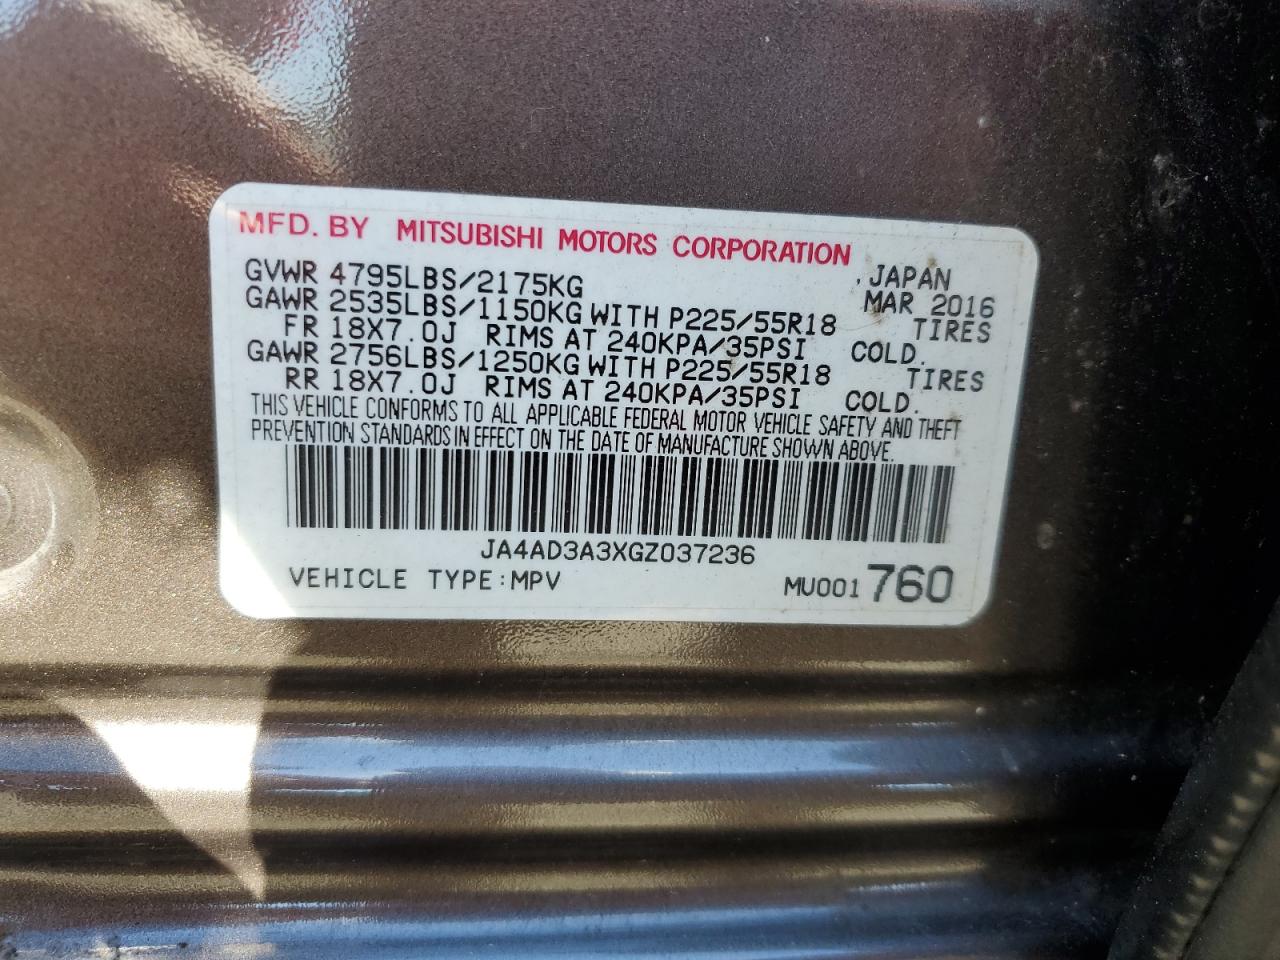 MFD. BY MITSUBISHI MOTORS CORPORATION
GVWR 4795LBS/2175KG , JAPAN
GAWR 2535LBS/1150KG WITH P225/55R18 MAR 2016
FR 18X7.0J RIMS AT 240KPA/35PSI TIRES
GAWR 2756LBS/1250KG WITH P225/55R18 COLD.
RR 18X7.0J RIMS AT 240KPA/35PSI TIRES
COLD.
THIS VEHICLE CONFORMS TO ALL APPLICABLE FEDERAL MOTOR VEHICLE SAFETY AND THEFT
PREVENTION STANDARDS IN EFFECT ON THE DATE OF MANUFACTURE SHOWN ABOVE.
JA4AD3A3XGZ037236
VEHICLE TYPE:MPV MU001760